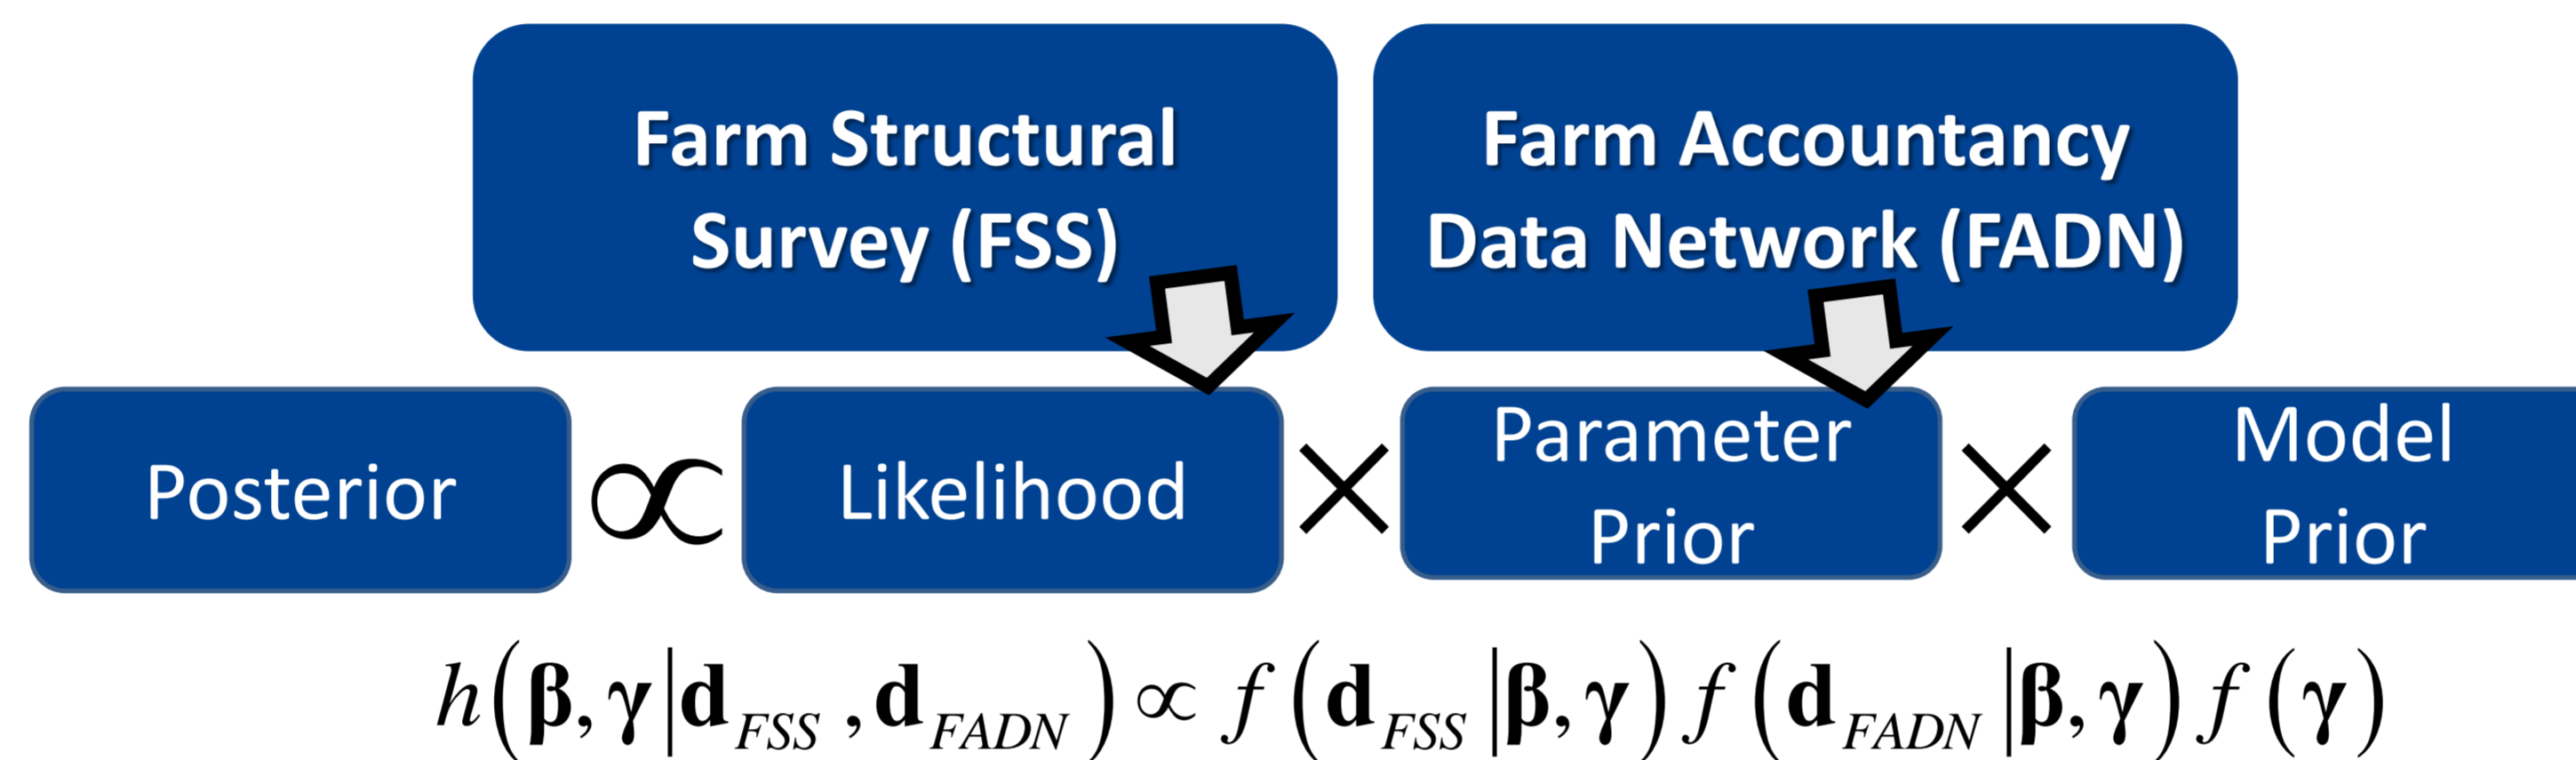 Farm Structural
Survey (FSS)
Farm Accountancy
Data Network (FADN)
Posterior ∝ Likelihood × Parameter Prior × Model Prior
h(β, γ|d_FSS , d_FADN) ∝ f(d_FSS |β, γ) f(d_FADN |β, γ) f(γ)